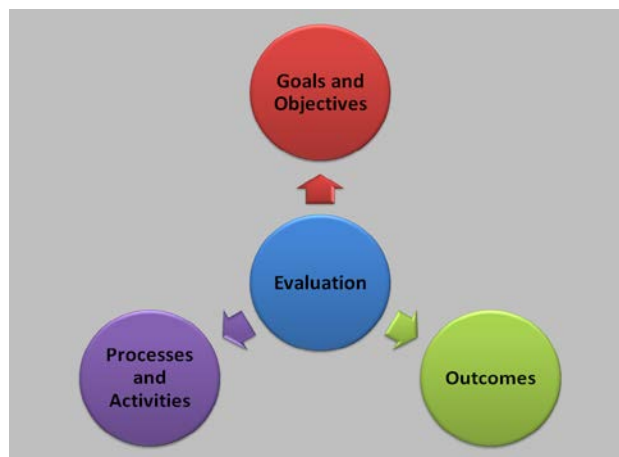 Goals and
Objectives
Evaluation
Processes
and
Activities
Outcomes